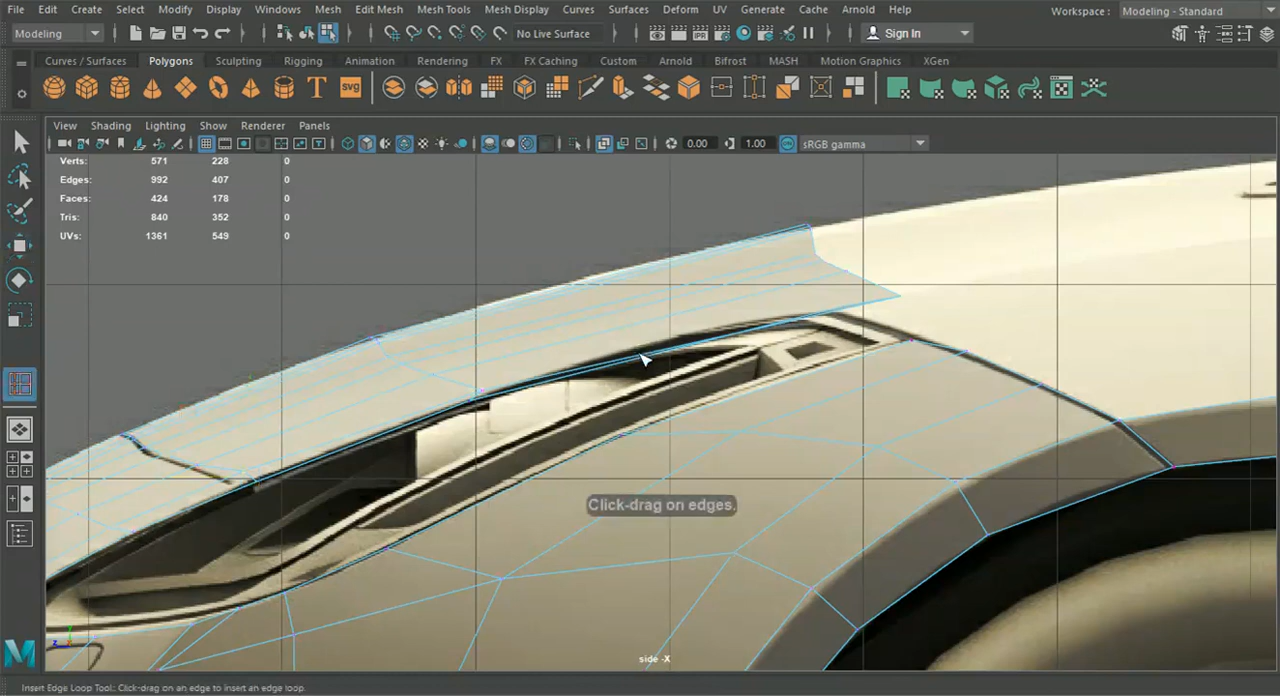 File Edit Create Select Modify Display Windows Mesh Edit Mesh Mesh Tools Mesh Display Curves Surfaces Deform UV Generate Cache Arnold Help Workspace : Modeling - Standard
Modeling No Live Surface Sign In
Curves / Surfaces Polygons Sculpting Rigging Animation Rendering FX FX Caching Custom Arnold Bifrost MASH Motion Graphics XGen
T SVG
View Shading Lighting Show Renderer Panels
0.00 1.00 sRGB gamma
Verts: 571 228 0
Edges: 992 407 0
Faces: 424 178 0
Tris: 840 352 0
UVs: 1361 549 0
Click-drag on edges.
side -X
M
Insert Edge Loop Tool: Click-drag on an edge to insert an edge loop.